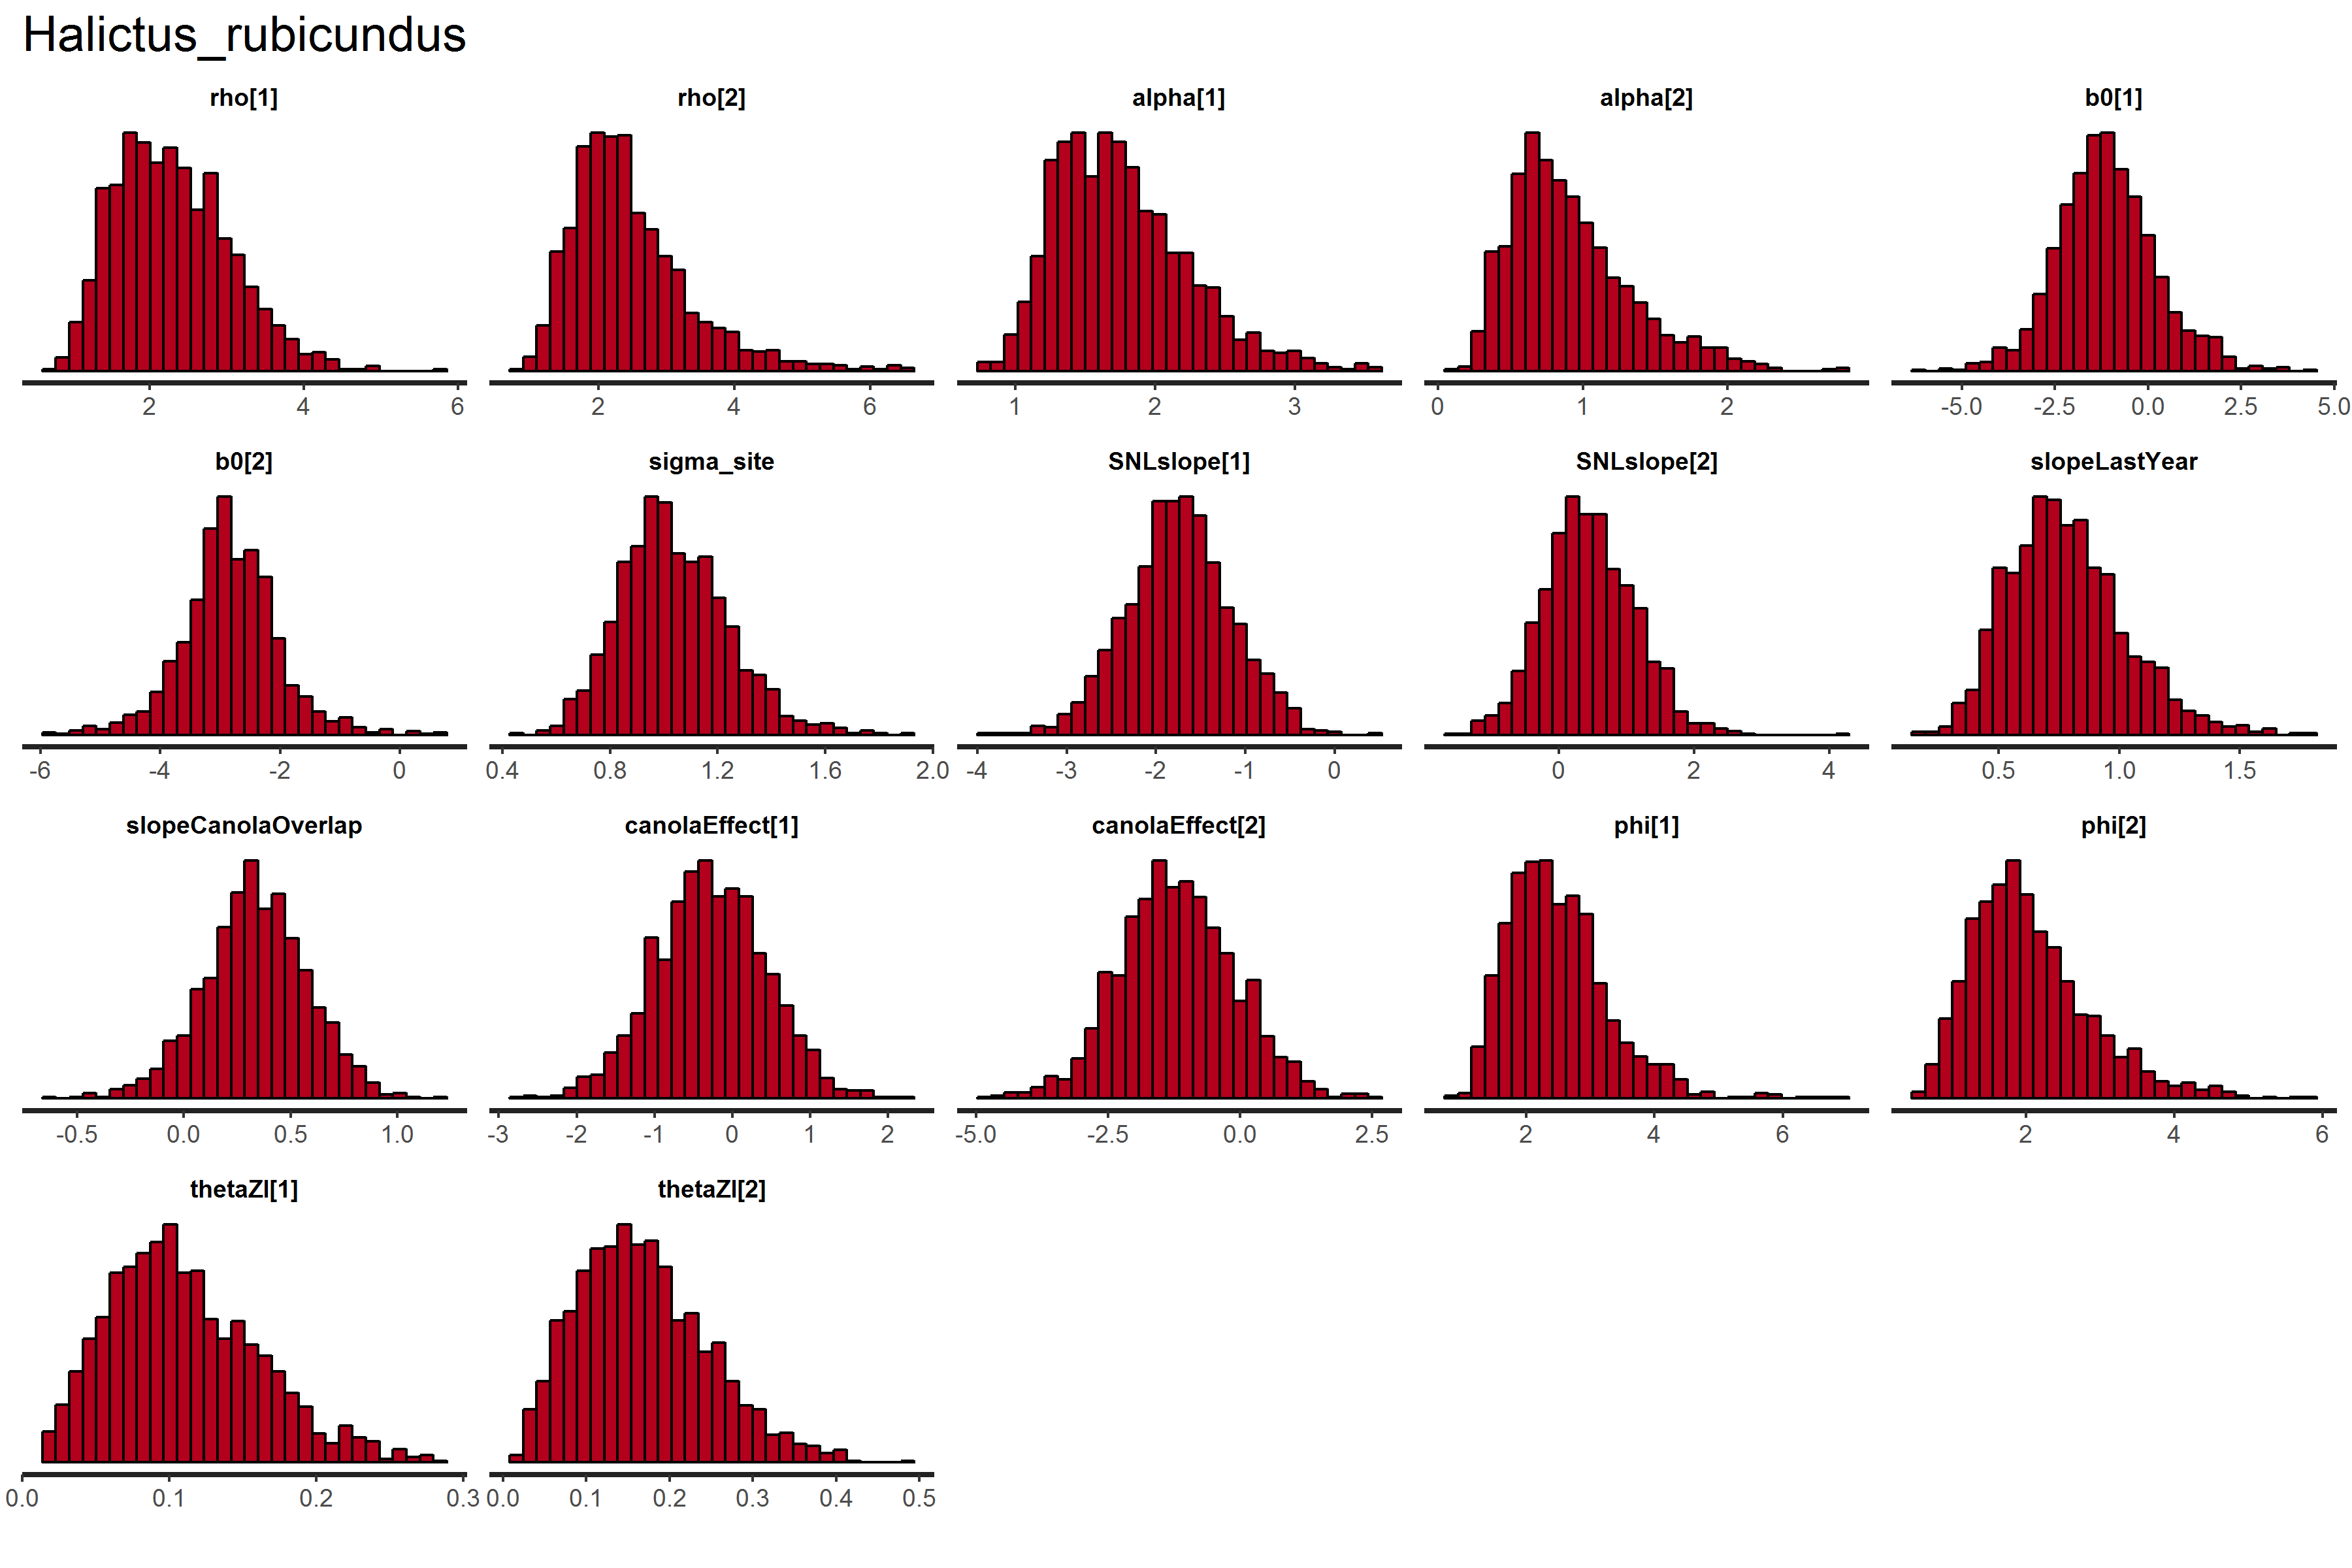 Halictus_rubicundus
rho[1] rho[2] alpha[1] alpha[2] b0[1]
2 4 6 2 4 6 1 2 3 0 1 2 -5.0 -2.5 0.0 2.5 5.0
b0[2] sigma_site SNLslope[1] SNLslope[2] slopeLastYear
-6 -4 -2 0 0.4 0.8 1.2 1.6 2.0 -4 -3 -2 -1 0 0 2 4 0.5 1.0 1.5
slopeCanolaOverlap canolaEffect[1] canolaEffect[2] phi[1] phi[2]
-0.5 0.0 0.5 1.0 -3 -2 -1 0 1 2 -5.0 -2.5 0.0 2.5 2 4 6 2 4 6
thetaZI[1] thetaZI[2]
0.0 0.1 0.2 0.3 0.0 0.1 0.2 0.3 0.4 0.5